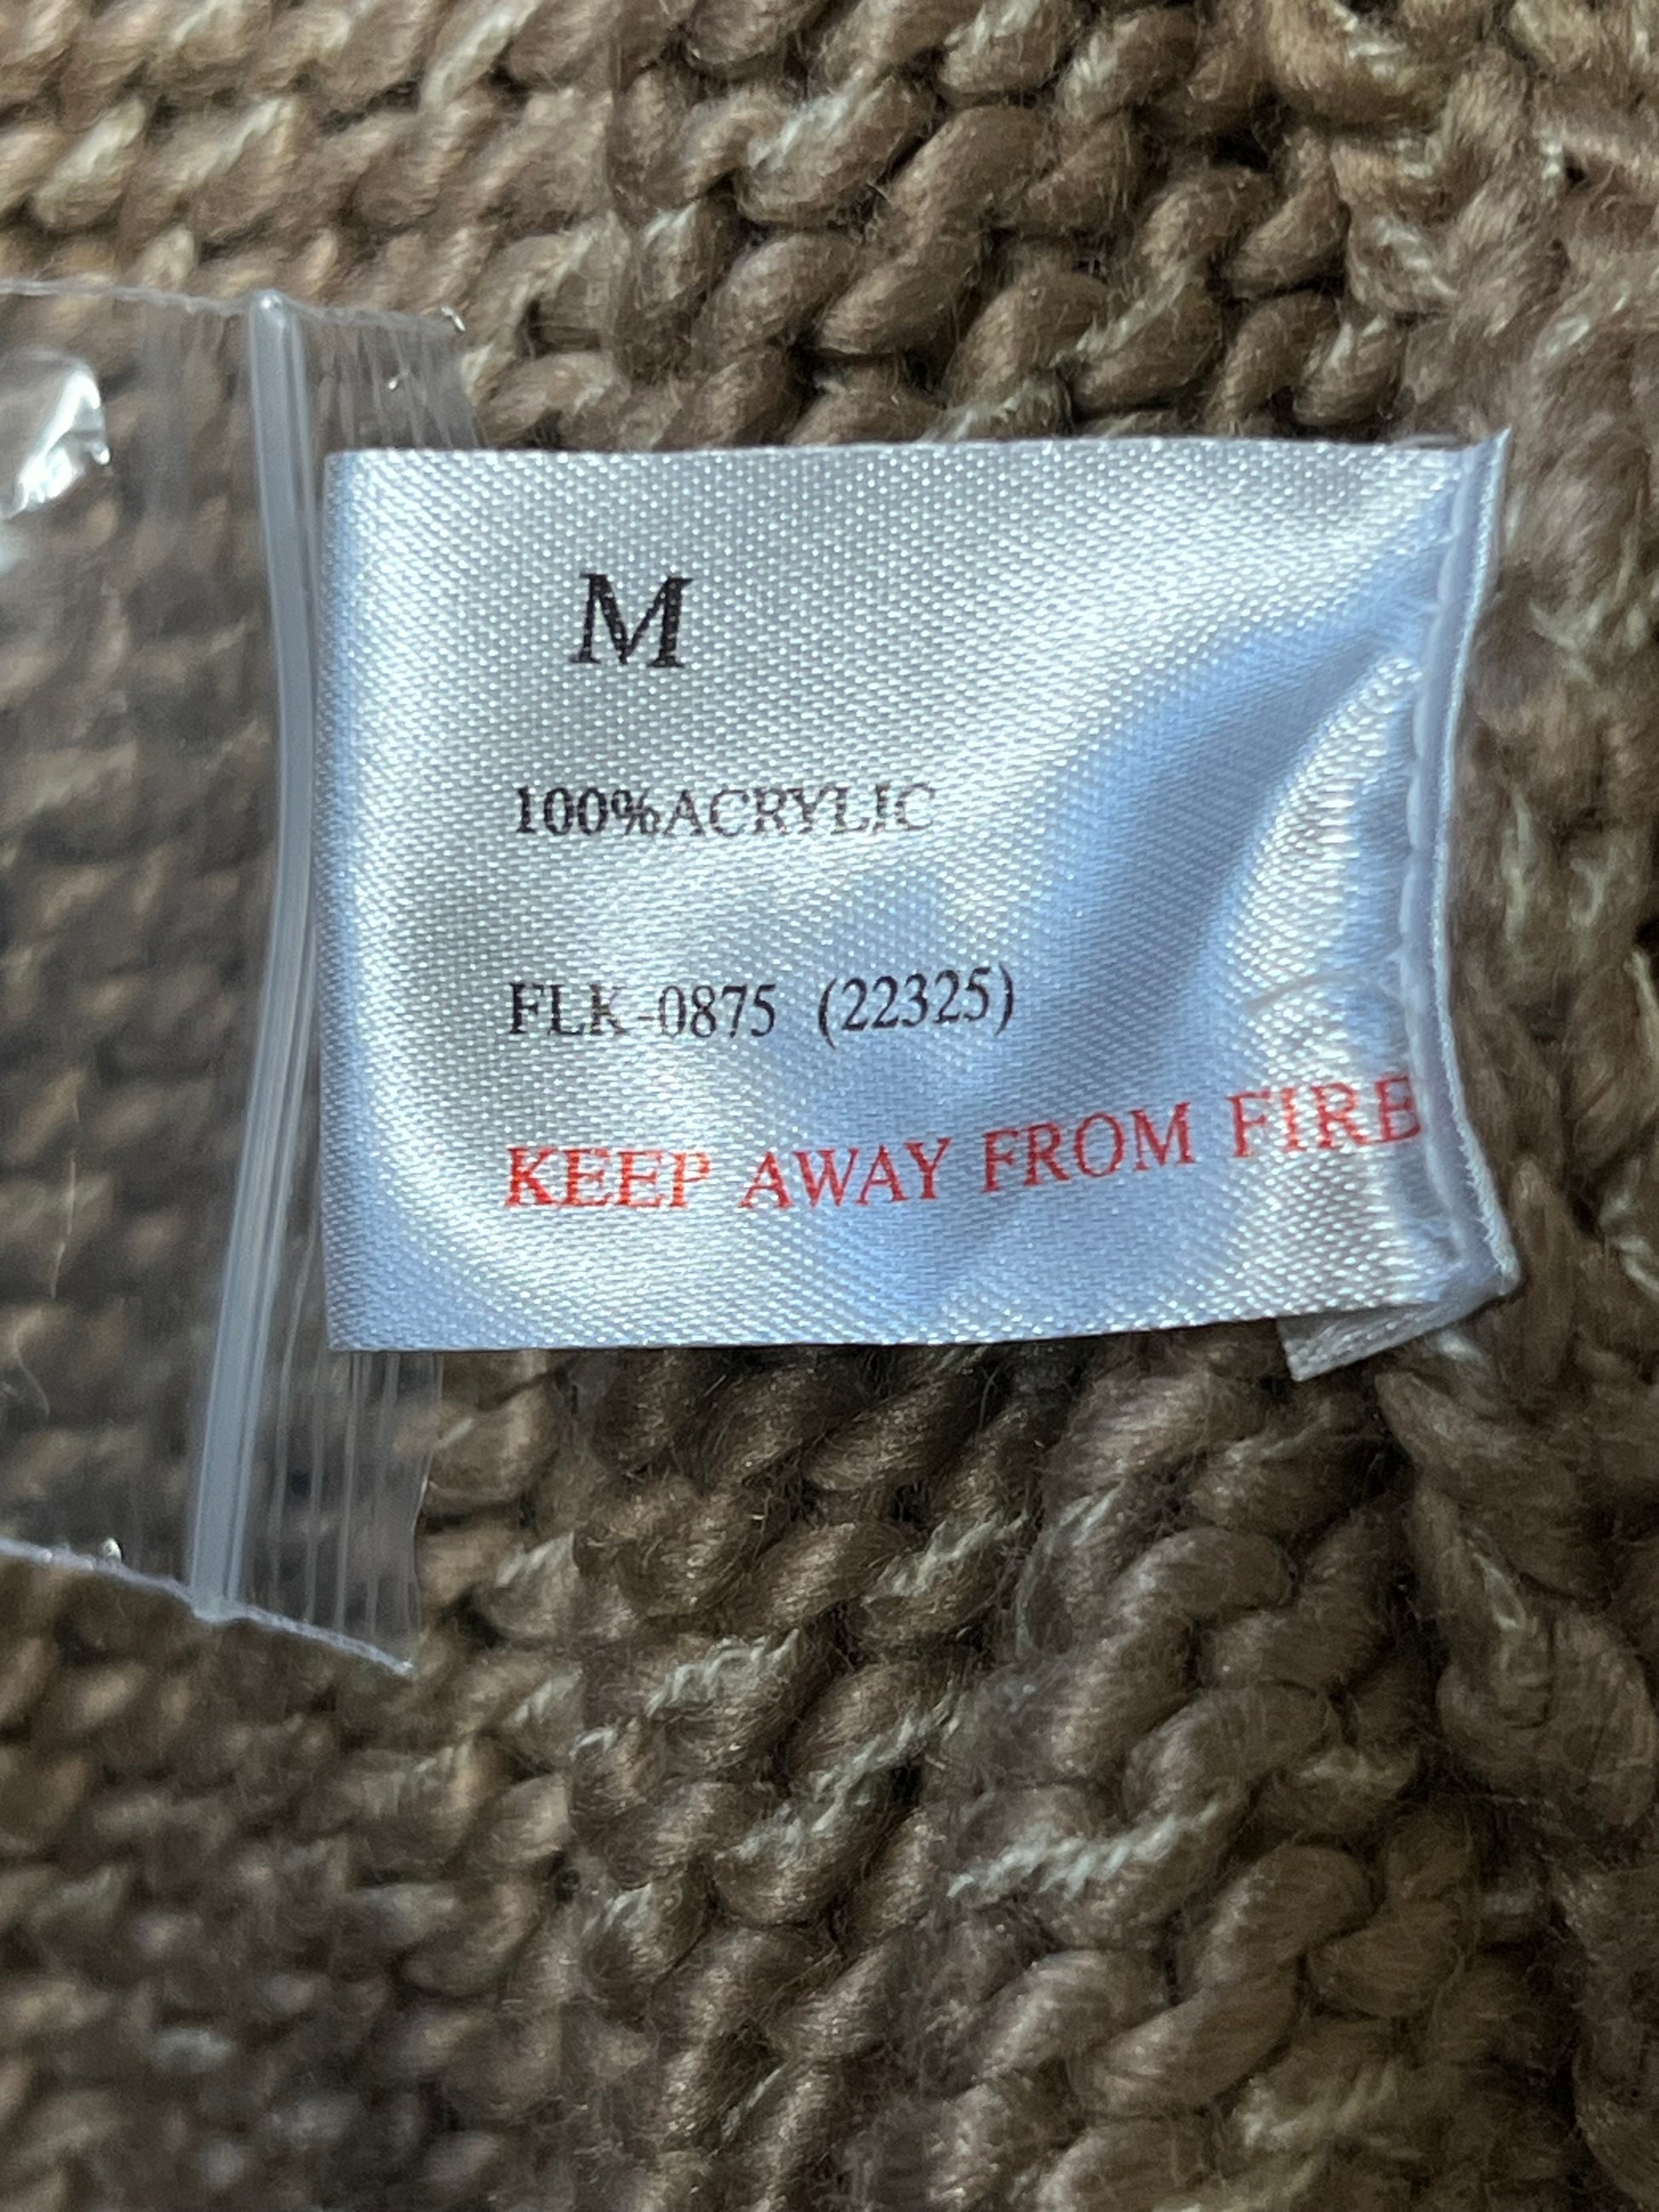 M
100%ACRYLIC
FLK-0875 (22325)
KEEP AWAY FROM FIRE